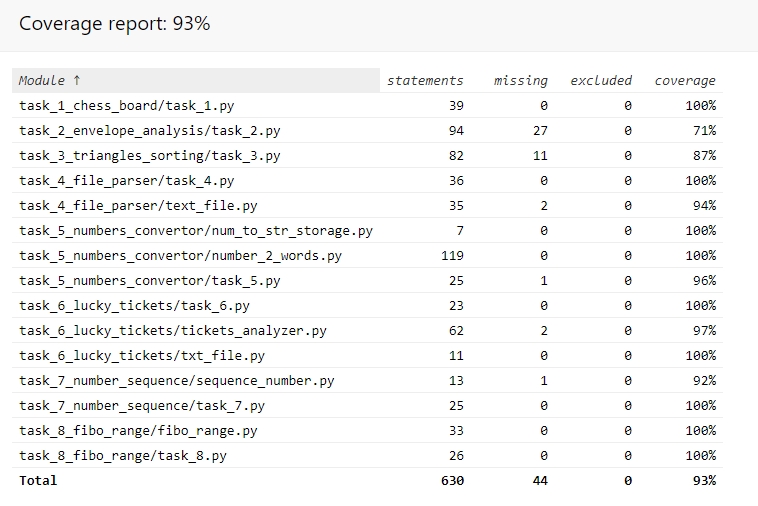 Coverage report: 93%
Module ↑ statements missing excluded coverage
task_1_chess_board/task_1.py 39 0 0 100%
task_2_envelope_analysis/task_2.py 94 27 0 71%
task_3_triangles_sorting/task_3.py 82 11 0 87%
task_4_file_parser/task_4.py 36 0 0 100%
task_4_file_parser/text_file.py 35 2 0 94%
task_5_numbers_convertor/num_to_str_storage.py 7 0 0 100%
task_5_numbers_convertor/number_2_words.py 119 0 0 100%
task_5_numbers_convertor/task_5.py 25 1 0 96%
task_6_lucky_tickets/task_6.py 23 0 0 100%
task_6_lucky_tickets/tickets_analyzer.py 62 2 0 97%
task_6_lucky_tickets/txt_file.py 11 0 0 100%
task_7_number_sequence/sequence_number.py 13 1 0 92%
task_7_number_sequence/task_7.py 25 0 0 100%
task_8_fibo_range/fibo_range.py 33 0 0 100%
task_8_fibo_range/task_8.py 26 0 0 100%
Total 630 44 0 93%